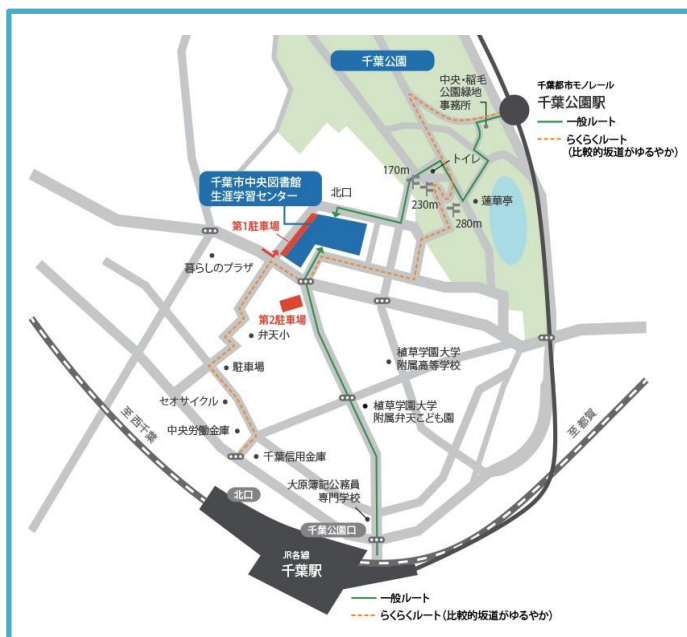 千葉公園
中央・稲毛
公園緑地
事務所
千葉都市モノレール
千葉公園駅
一般ルート
らくらくルート
(比較的坂道がゆるやか)
トイレ
170m
230m
280m
蓮華亭
北口
千葉市中央図書館
生涯学習センター
第1駐車場
暮らしのプラザ
第2駐車場
弁天小
駐車場
植草学園大学
附属高等学校
セオサイクル
植草学園大学
附属弁天こども園
至西千葉
至都賀
中央労働金庫
千葉信用金庫
大原簿記公務員
専門学校
北口
千葉公園口
JR各線
千葉駅
一般ルート
らくらくルート(比較的坂道がゆるやか)